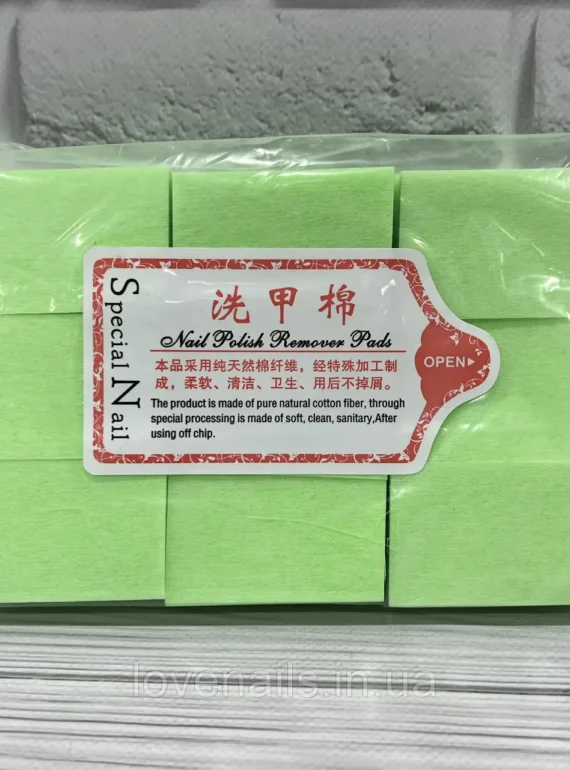 Special Nail
洗甲棉
Nail Polish Remover Pads
本品采用纯天然棉纤维，经特殊加工制
成，柔软、清洁、卫生、用后不掉屑。
The product is made of pure natural cotton fiber, through
special processing is made of soft, clean, sanitary,After
using off chip.
OPEN
lovenails.in.ua